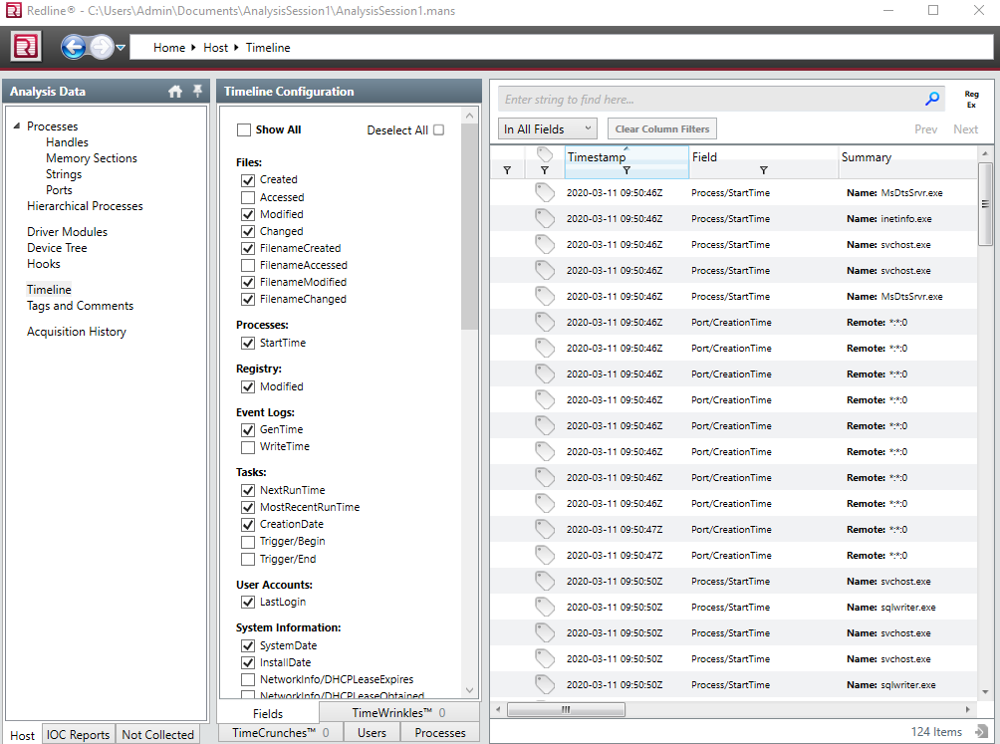 Redline® - C:\Users\Admin\Documents\AnalysisSession1\AnalysisSession1.mans
Home Host Timeline
Analysis Data
Processes
Handles
Memory Sections
Strings
Ports
Hierarchical Processes
Driver Modules
Device Tree
Hooks
Timeline
Tags and Comments
Acquisition History
Host IOC Reports Not Collected
Timeline Configuration
Show All Deselect All
Files:
Created
Accessed
Modified
Changed
FilenameCreated
FilenameAccessed
FilenameModified
FilenameChanged
Processes:
StartTime
Registry:
Modified
Event Logs:
GenTime
WriteTime
Tasks:
NextRunTime
MostRecentRunTime
CreationDate
Trigger/Begin
Trigger/End
User Accounts:
LastLogin
System Information:
SystemDate
InstallDate
NetworkInfo/DHCPLeaseExpires
NetworkInfo/DHCPLeaseObtained
Fields TimeWrinkles™ 0
TimeCrunches™ 0 Users Processes
Enter string to find here... Reg Ex
In All Fields Clear Column Filters Prev Next
Timestamp Field Summary
2020-03-11 09:50:46Z Process/StartTime Name: MsDtsSrvr.exe
2020-03-11 09:50:46Z Process/StartTime Name: inetinfo.exe
2020-03-11 09:50:46Z Process/StartTime Name: svchost.exe
2020-03-11 09:50:46Z Process/StartTime Name: svchost.exe
2020-03-11 09:50:46Z Process/StartTime Name: MsDtsSrvr.exe
2020-03-11 09:50:46Z Port/CreationTime Remote: *:*:0
2020-03-11 09:50:46Z Port/CreationTime Remote: *:*:0
2020-03-11 09:50:46Z Port/CreationTime Remote: *:*:0
2020-03-11 09:50:46Z Port/CreationTime Remote: *:*:0
2020-03-11 09:50:46Z Port/CreationTime Remote: *:*:0
2020-03-11 09:50:46Z Port/CreationTime Remote: *:*:0
2020-03-11 09:50:46Z Port/CreationTime Remote: *:*:0
2020-03-11 09:50:46Z Port/CreationTime Remote: *:*:0
2020-03-11 09:50:47Z Port/CreationTime Remote: *:*:0
2020-03-11 09:50:47Z Port/CreationTime Remote: *:*:0
2020-03-11 09:50:50Z Process/StartTime Name: svchost.exe
2020-03-11 09:50:50Z Process/StartTime Name: sqlwriter.exe
2020-03-11 09:50:50Z Process/StartTime Name: svchost.exe
2020-03-11 09:50:50Z Process/StartTime Name: svchost.exe
2020-03-11 09:50:50Z Process/StartTime Name: sqlwriter.exe
124 Items